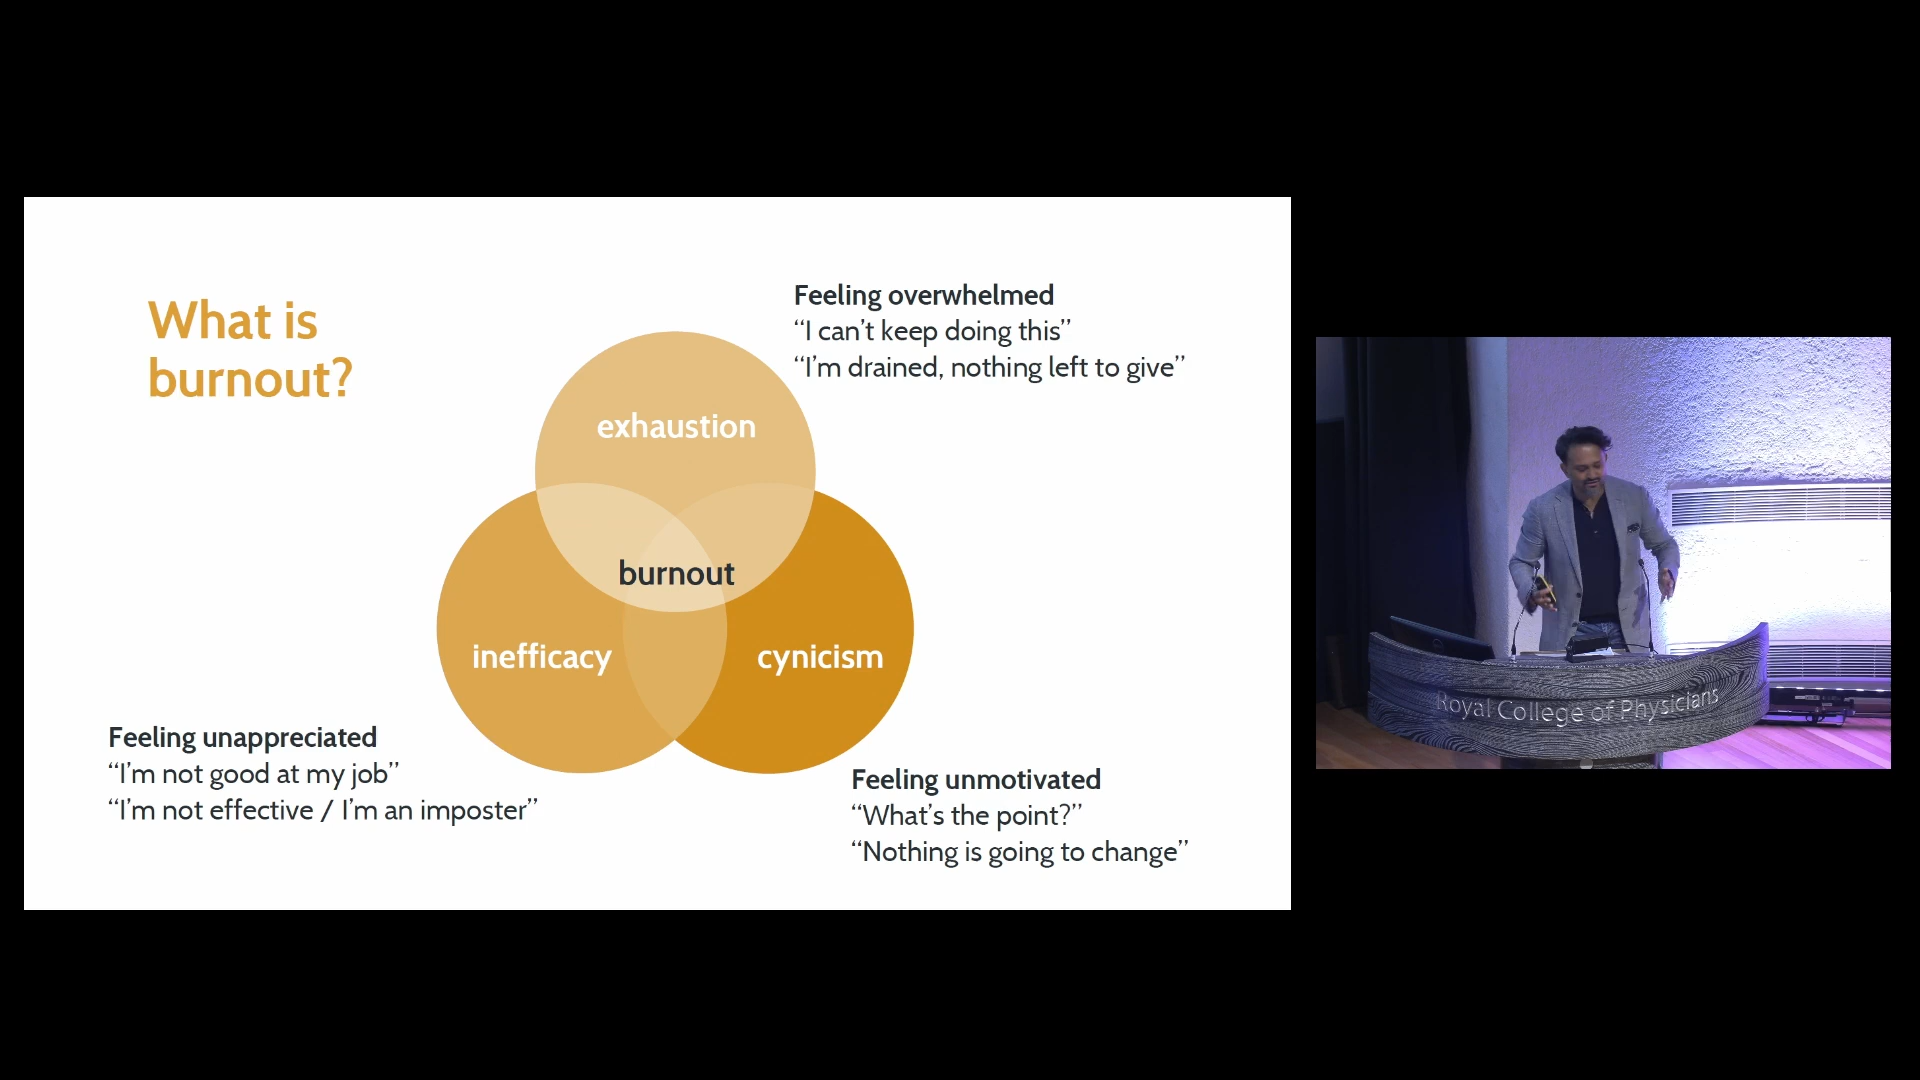 What is
burnout?
Feeling overwhelmed
“I can’t keep doing this”
“I’m drained, nothing left to give”
exhaustion
burnout
inefficacy
cynicism
Feeling unappreciated
“I’m not good at my job”
“I’m not effective / I’m an imposter”
Feeling unmotivated
“What’s the point?”
“Nothing is going to change”
Royal College of Physicians